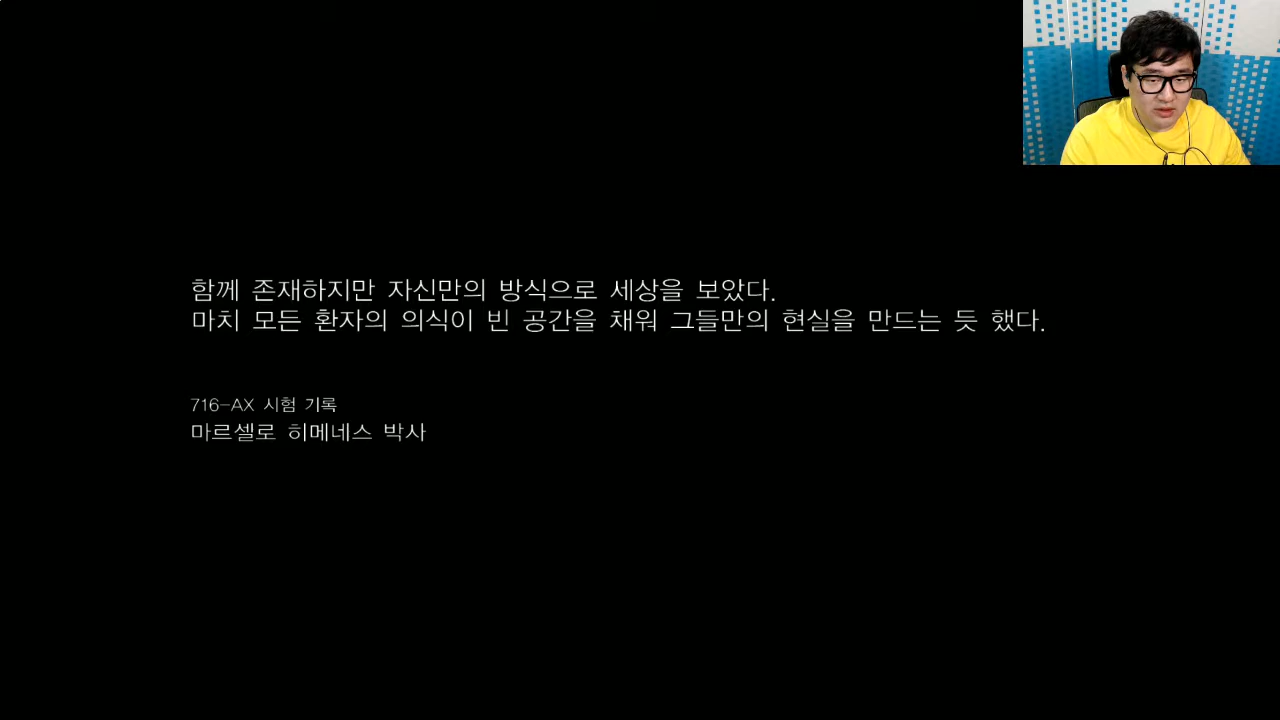 함께 존재하지만 자신만의 방식으로 세상을 보았다.
마치 모든 환자의 의식이 빈 공간을 채워 그들만의 현실을 만드는 듯 했다.
716-AX 시험 기록
마르셀로 히메네스 박사